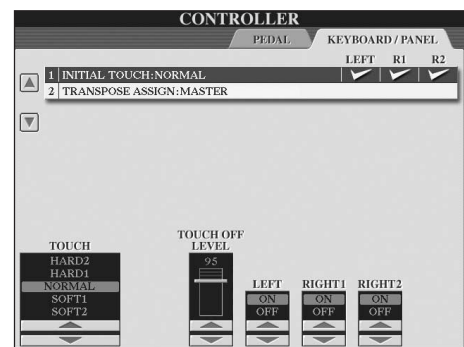 CONTROLLER
PEDAL KEYBOARD / PANEL
LEFT R1 R2
1 INITIAL TOUCH:NORMAL
2 TRANSPOSE ASSIGN:MASTER
TOUCH
HARD2
HARD1
NORMAL
SOFT1
SOFT2
TOUCH OFF
LEVEL
95
LEFT
ON
OFF
RIGHT1
ON
OFF
RIGHT2
ON
OFF